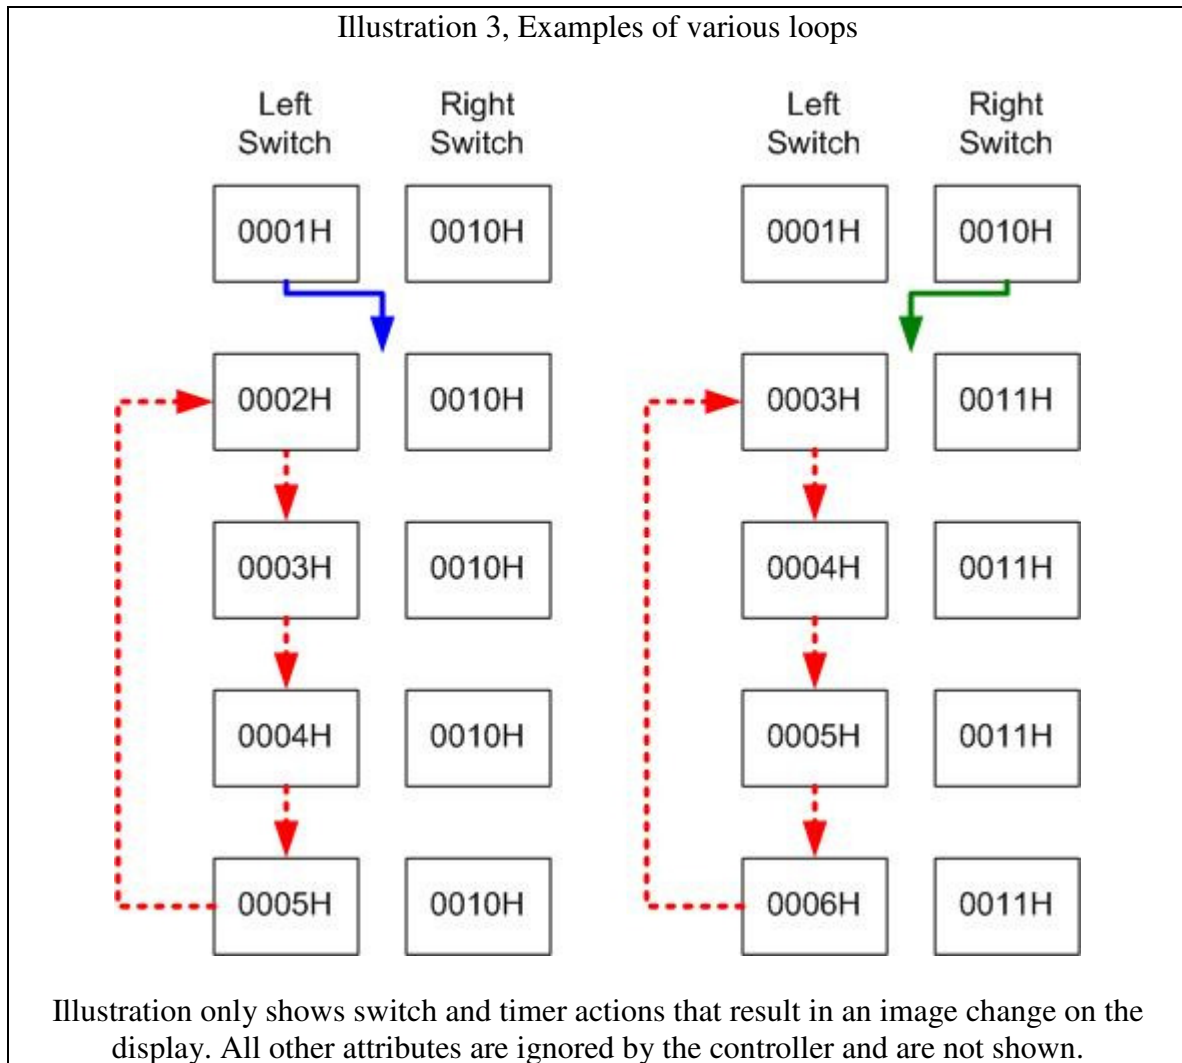 Illustration 3, Examples of various loops
Left Right Left Right
Switch Switch Switch Switch
0001H 0010H 0001H 0010H
0002H 0010H 0003H 0011H
0003H 0010H 0004H 0011H
0004H 0010H 0005H 0011H
0005H 0010H 0006H 0011H
Illustration only shows switch and timer actions that result in an image change on the
display. All other attributes are ignored by the controller and are not shown.